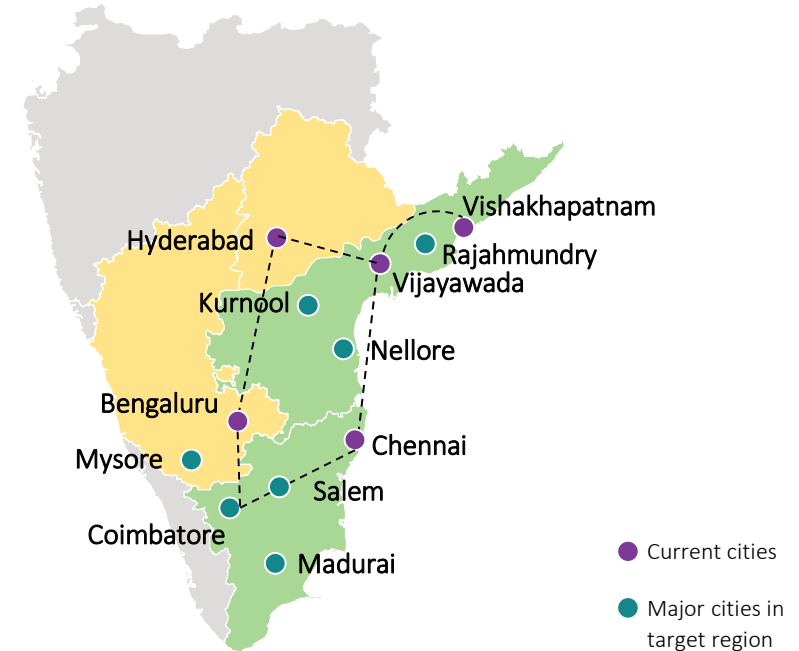 Vishakhapatnam
Hyderabad
Rajahmundry
Vijayawada
Kurnool
Nellore
Bengaluru
Chennai
Mysore
Salem
Coimbatore
Madurai
Current cities
Major cities in
target region